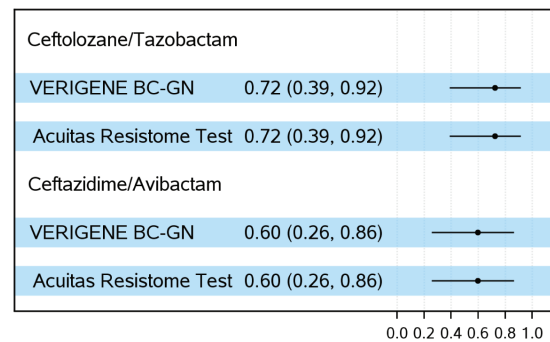 Ceftolozane/Tazobactam
VERIGENE BC-GN 0.72 (0.39, 0.92)
Acuitas Resistome Test 0.72 (0.39, 0.92)
Ceftazidime/Avibactam
VERIGENE BC-GN 0.60 (0.26, 0.86)
Acuitas Resistome Test 0.60 (0.26, 0.86)
0.0 0.2 0.4 0.6 0.8 1.0